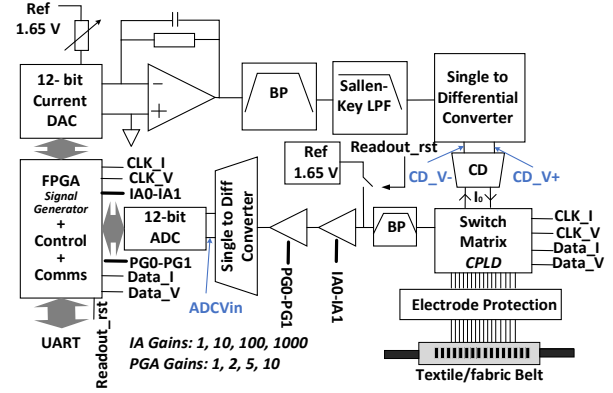 Ref
1.65 V
12- bit
Current
DAC
−
+
BP
Sallen-
Key LPF
Single to
Differential
Converter
Readout_rst
Ref
1.65 V
CD_V-
CD
CD_V+
I₀
FPGA
Signal
Generator
+
Control
+
Comms
CLK_I
CLK_V
IA0-IA1
12-bit
ADC
PG0-PG1
Data_I
Data_V
Single to Diff
Converter
ADCVin
PG0-PG1
IA0-IA1
BP
Switch
Matrix
CPLD
CLK_I
CLK_V
Data_I
Data_V
Electrode Protection
UART
Readout_rst
IA Gains: 1, 10, 100, 1000
PGA Gains: 1, 2, 5, 10
Textile/fabric Belt